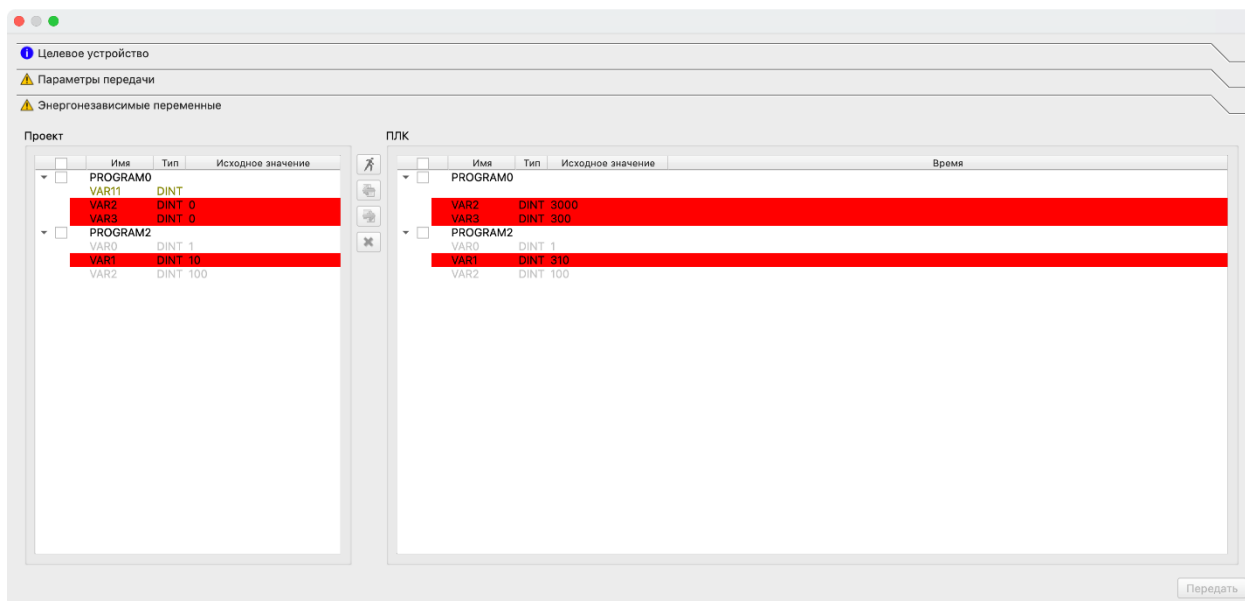 Целевое устройство
Параметры передачи
Энергонезависимые переменные
Проект
Имя Тип Исходное значение
PROGRAM0
VAR11 DINT
VAR2 DINT 0
VAR3 DINT 0
PROGRAM2
VAR0 DINT 1
VAR1 DINT 10
VAR2 DINT 100
ПЛК
Имя Тип Исходное значение Время
PROGRAM0
VAR2 DINT 3000
VAR3 DINT 300
PROGRAM2
VAR0 DINT 1
VAR1 DINT 310
VAR2 DINT 100
Передать